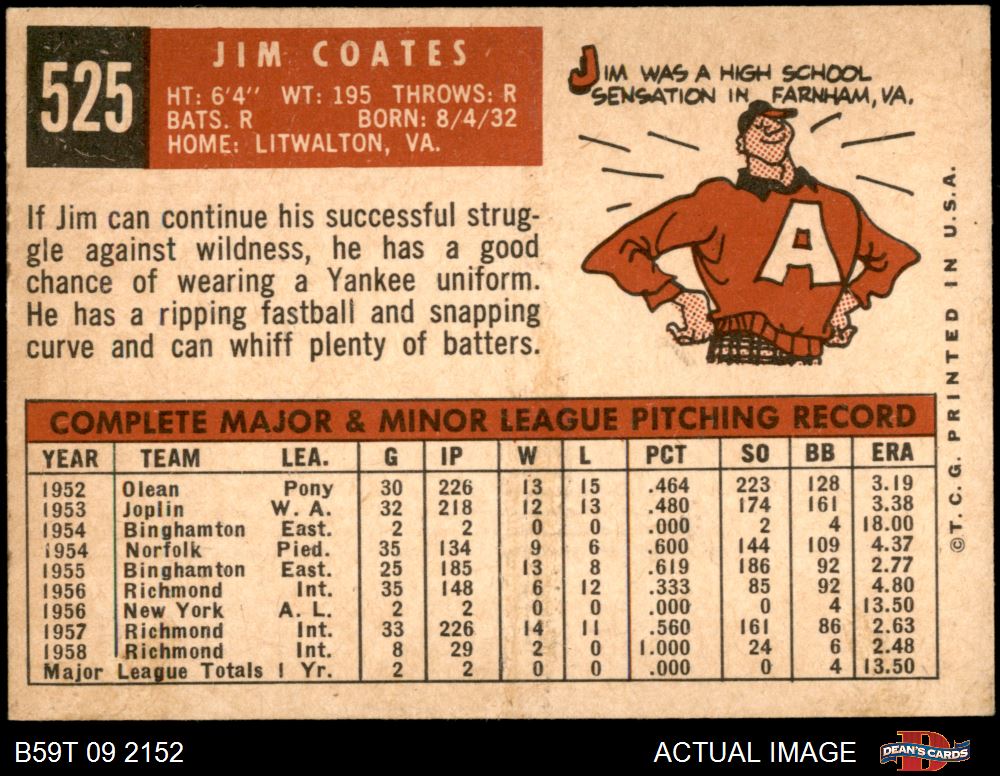 525
JIM COATES
HT: 6'4" WT: 195 THROWS: R
BATS. R BORN: 8/4/32
HOME: LITWALTON, VA.
JIM WAS A HIGH SCHOOL
SENSATION IN FARNHAM, VA.
A
If Jim can continue his successful strug-
gle against wildness, he has a good
chance of wearing a Yankee uniform.
He has a ripping fastball and snapping
curve and can whiff plenty of batters.
COMPLETE MAJOR & MINOR LEAGUE PITCHING RECORD
YEAR TEAM LEA. G IP W L PCT SO BB ERA
1952 Olean Pony 30 226 13 15 .464 223 128 3.19
1953 Joplin W. A. 32 218 12 13 .480 174 161 3.38
1954 Binghamton East. 2 2 0 0 .000 2 4 18.00
1954 Norfolk Pied. 35 134 9 6 .600 144 109 4.37
1955 Binghamton East. 25 185 13 8 .619 186 92 2.77
1956 Richmond Int. 35 148 6 12 .333 85 92 4.80
1956 New York A. L. 2 2 0 0 .000 0 4 13.50
1957 Richmond Int. 33 226 14 11 .560 161 86 2.63
1958 Richmond Int. 8 29 2 0 1.000 24 6 2.48
Major League Totals 1 Yr. 2 2 0 0 .000 0 4 13.50
© T. C. G. PRINTED IN U. S. A.
B59T 09 2152
ACTUAL IMAGE
D
DEAN'S CARDS